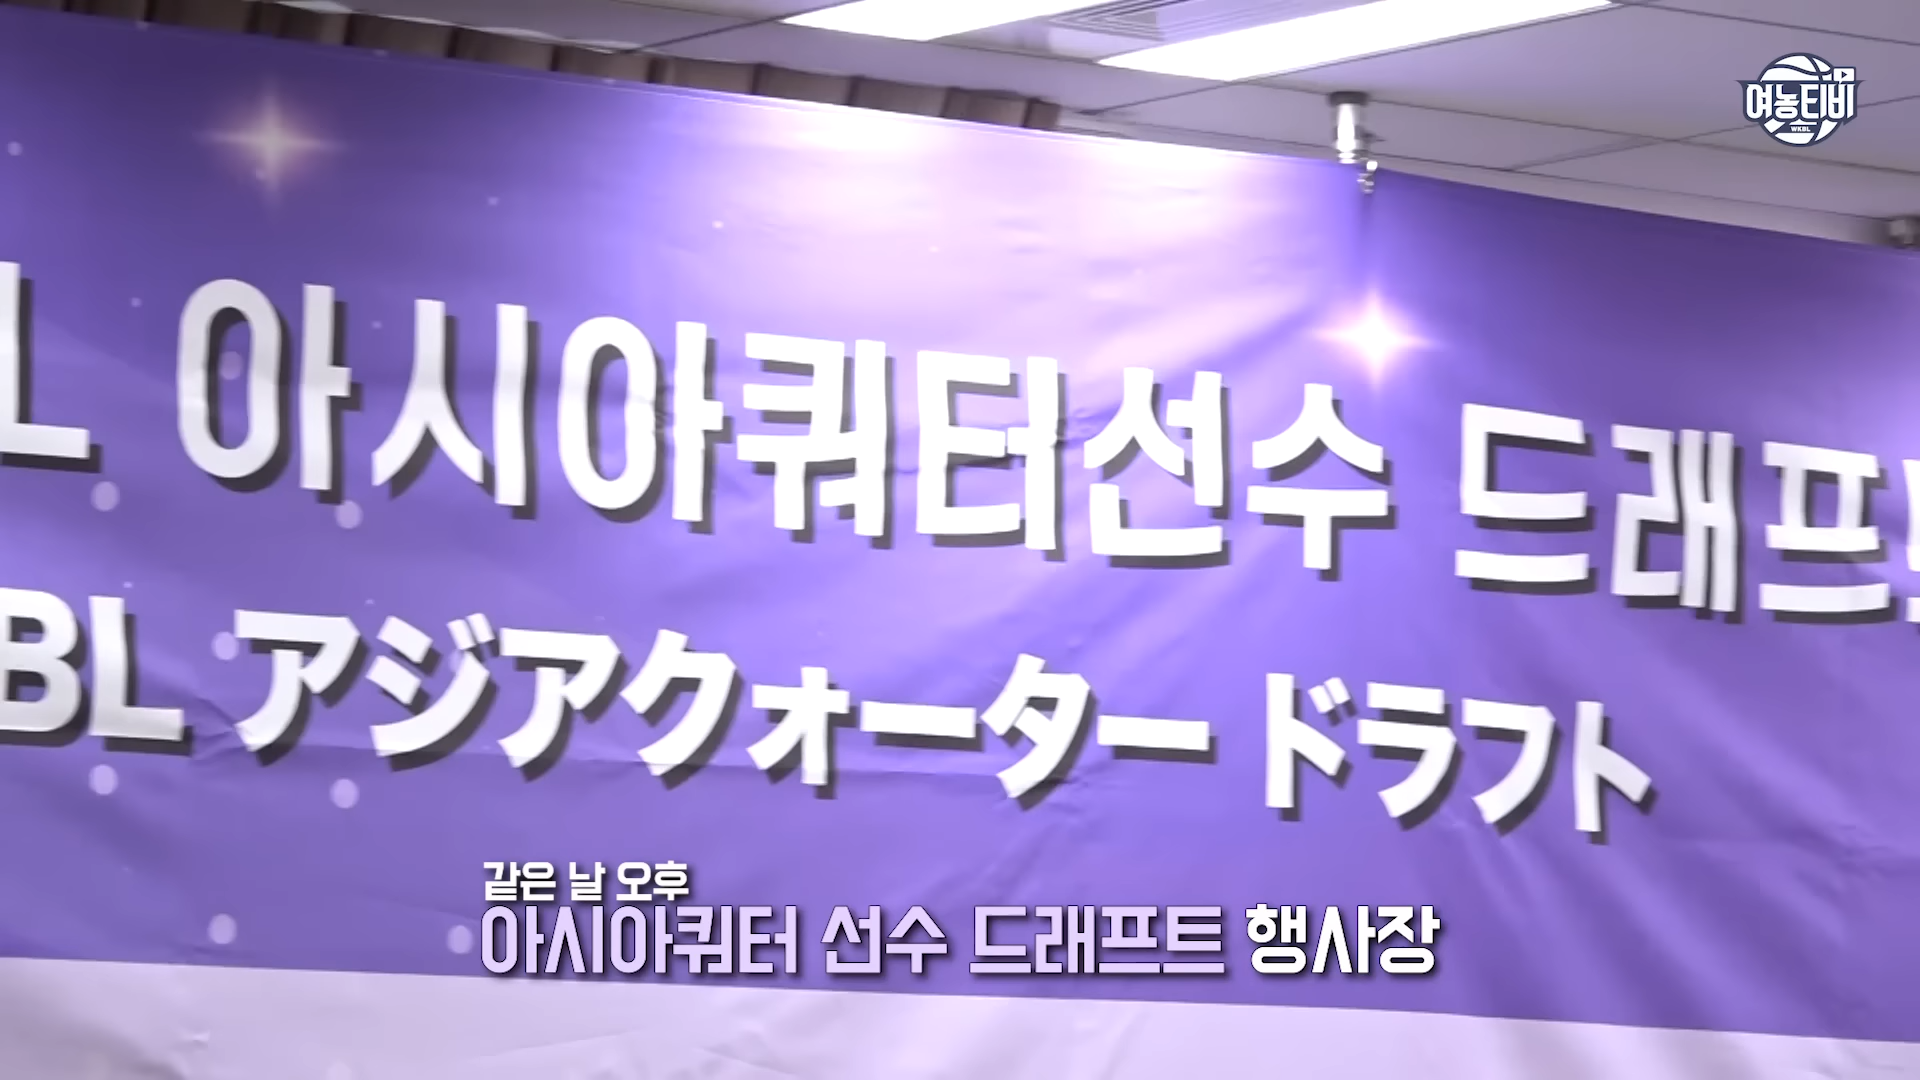 여농티비
WKBL
L 아시아쿼터선수 드래프
BL アジアクォーター ドラフト
같은 날 오후
아시아쿼터 선수 드래프트 행사장